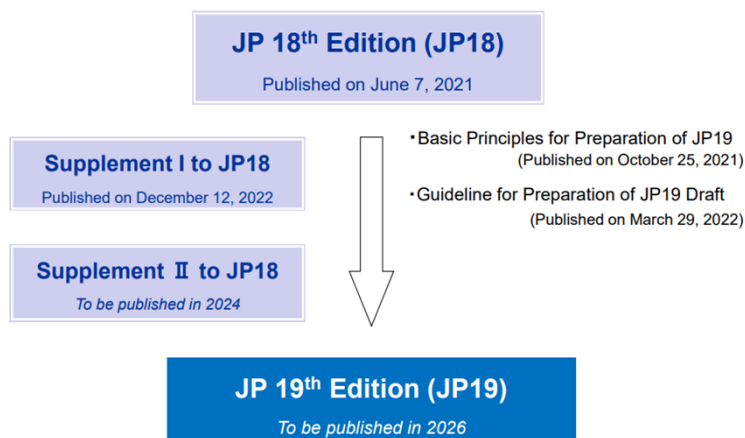 JP 18th Edition (JP18)
Published on June 7, 2021
Supplement I to JP18
Published on December 12, 2022
Supplement Ⅱ to JP18
To be published in 2024
・Basic Principles for Preparation of JP19
(Published on October 25, 2021)
・Guideline for Preparation of JP19 Draft
(Published on March 29, 2022)
JP 19th Edition (JP19)
To be published in 2026